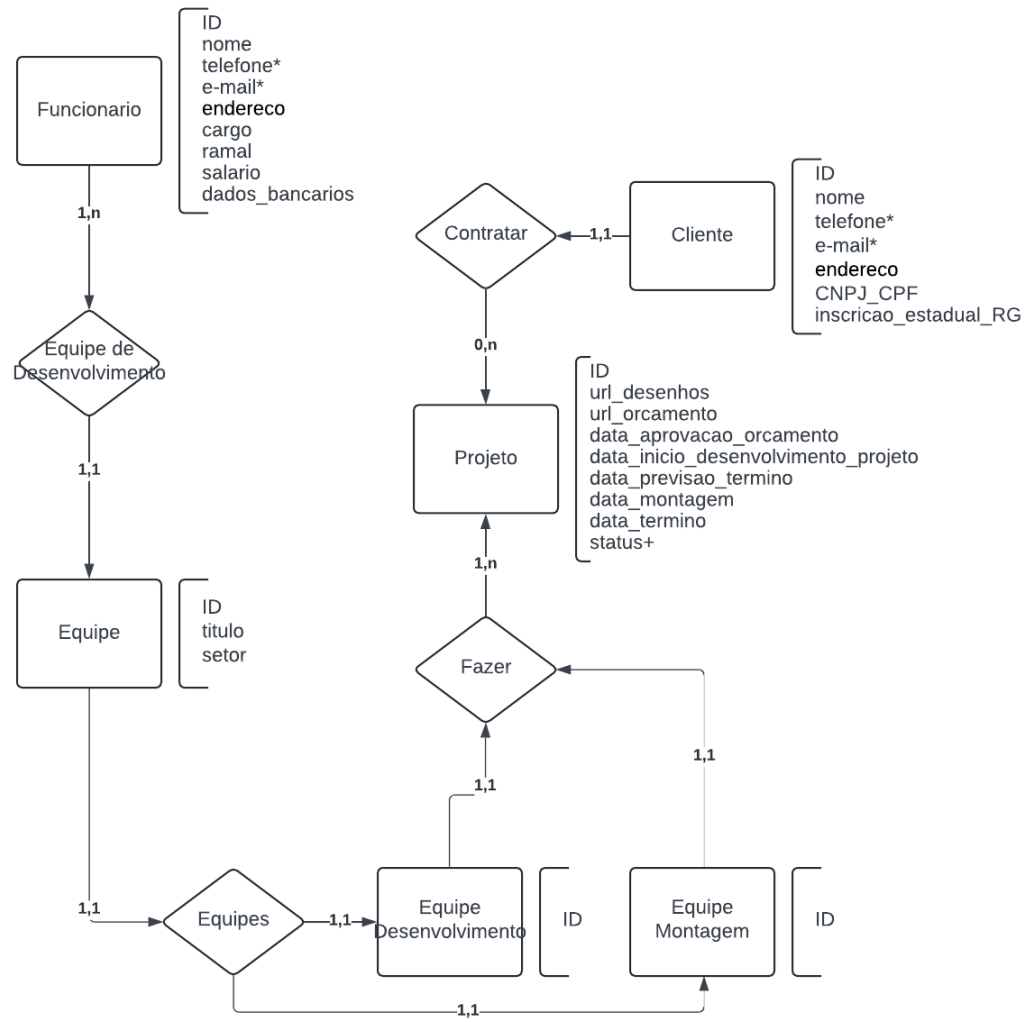 Funcionario
ID
nome
telefone*
e-mail*
endereco
cargo
ramal
salario
dados_bancarios
1,n
Equipe de
Desenvolvimento
1,1
Equipe
ID
titulo
setor
1,1
Contratar
1,1
Cliente
ID
nome
telefone*
e-mail*
endereco
CNPJ_CPF
inscricao_estadual_RG
0,n
Projeto
ID
url_desenhos
url_orcamento
data_aprovacao_orcamento
data_inicio_desenvolvimento_projeto
data_previsao_termino
data_montagem
data_termino
status+
1,n
Fazer
1,1
1,1
Equipes
1,1
Equipe
Desenvolvimento
ID
Equipe
Montagem
ID
1,1